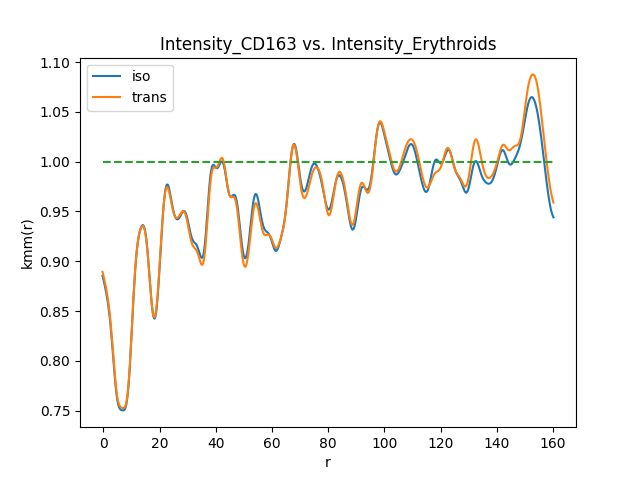 Intensity_CD163 vs. Intensity_Erythroids
iso
trans
kmm(r)
1.10
1.05
1.00
0.95
0.90
0.85
0.80
0.75
0 20 40 60 80 100 120 140 160
r